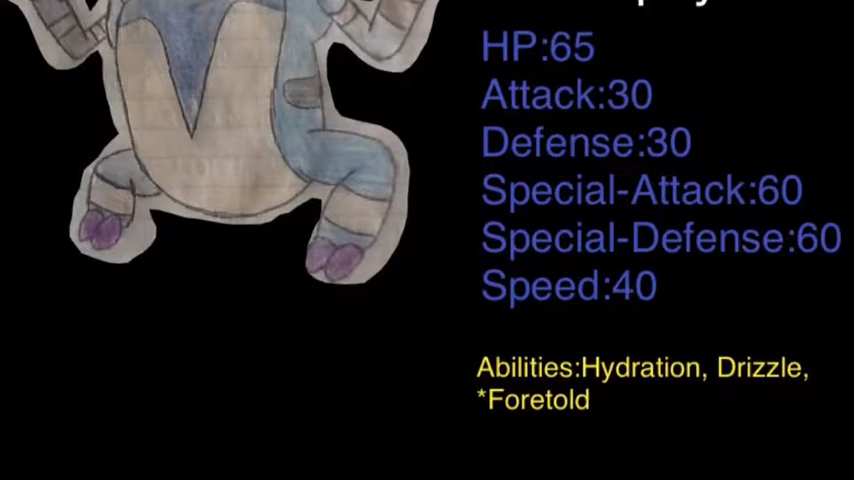 HP:65
Attack:30
Defense:30
Special-Attack:60
Special-Defense:60
Speed:40
Abilities:Hydration, Drizzle,
*Foretold